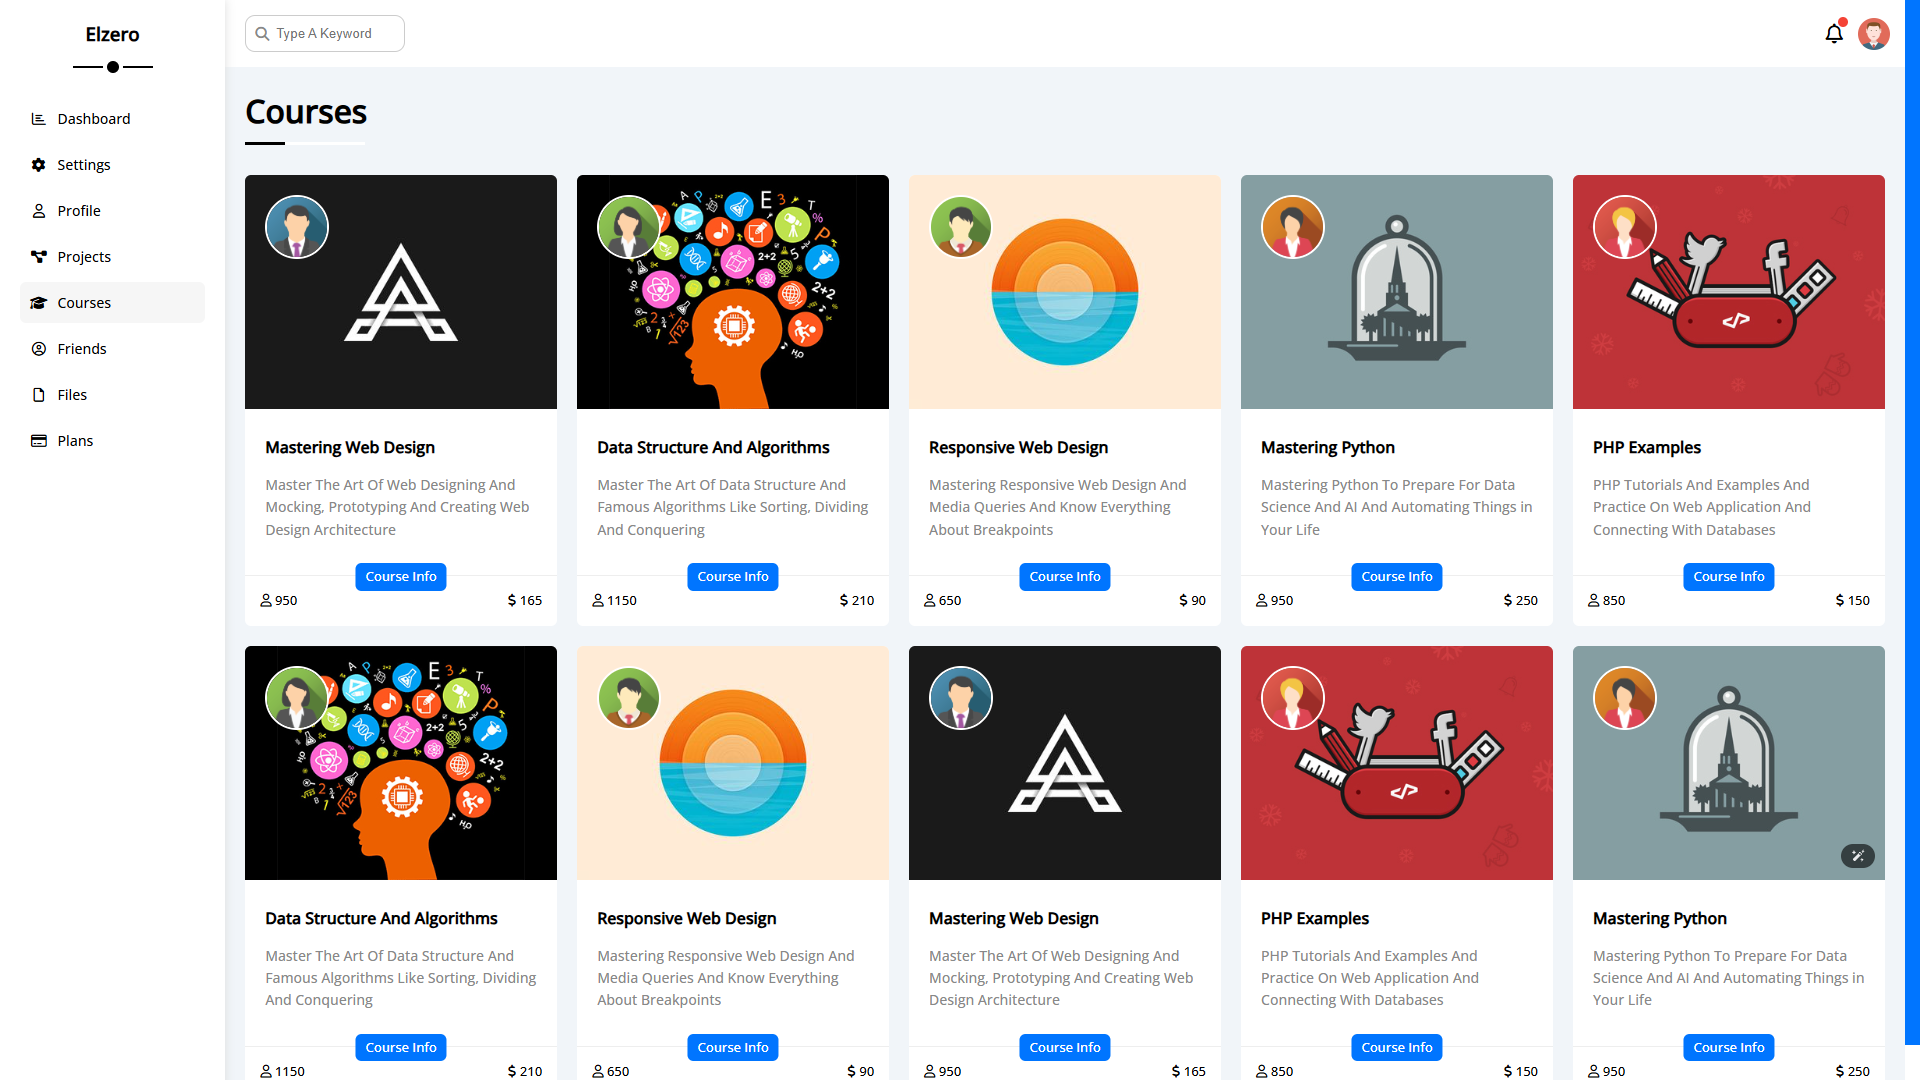 Elzero
Type A Keyword
Dashboard
Settings
Profile
Projects
Courses
Friends
Files
Plans
Courses
Mastering Web Design
Master The Art Of Web Designing And
Mocking, Prototyping And Creating Web
Design Architecture
Course Info
950
$ 165
Data Structure And Algorithms
Master The Art Of Data Structure And
Famous Algorithms Like Sorting, Dividing
And Conquering
Course Info
1150
$ 210
Responsive Web Design
Mastering Responsive Web Design And
Media Queries And Know Everything
About Breakpoints
Course Info
650
$ 90
Mastering Python
Mastering Python To Prepare For Data
Science And AI And Automating Things in
Your Life
Course Info
950
$ 250
PHP Examples
PHP Tutorials And Examples And
Practice On Web Application And
Connecting With Databases
Course Info
850
$ 150
Data Structure And Algorithms
Master The Art Of Data Structure And
Famous Algorithms Like Sorting, Dividing
And Conquering
Course Info
1150
$ 210
Responsive Web Design
Mastering Responsive Web Design And
Media Queries And Know Everything
About Breakpoints
Course Info
650
$ 90
Mastering Web Design
Master The Art Of Web Designing And
Mocking, Prototyping And Creating Web
Design Architecture
Course Info
950
$ 165
PHP Examples
PHP Tutorials And Examples And
Practice On Web Application And
Connecting With Databases
Course Info
850
$ 150
Mastering Python
Mastering Python To Prepare For Data
Science And AI And Automating Things in
Your Life
Course Info
950
$ 250